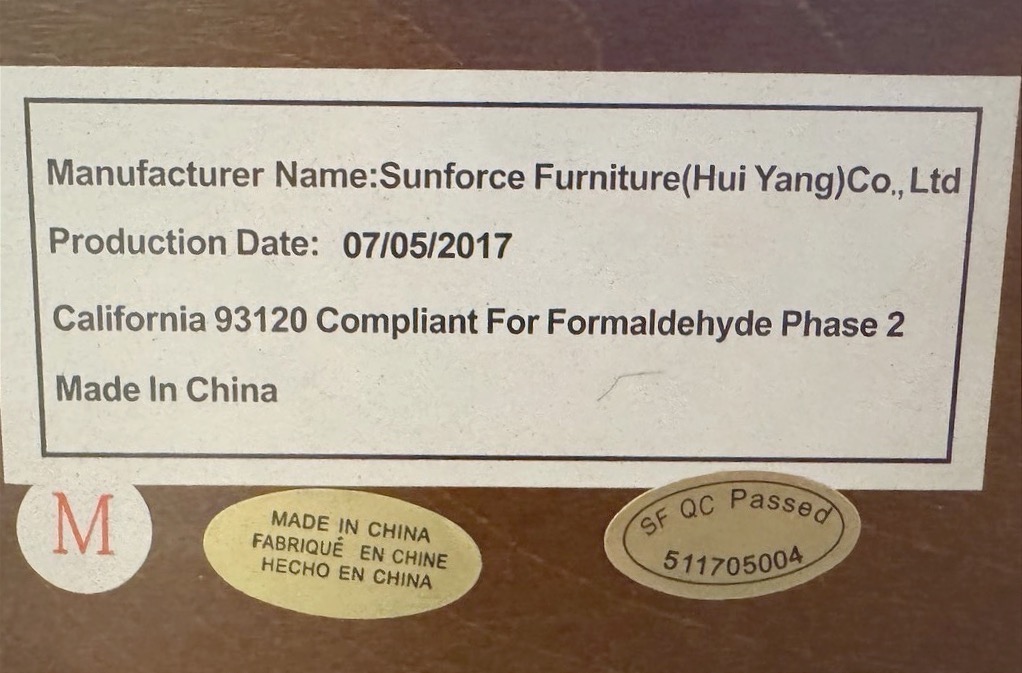 Manufacturer Name:Sunforce Furniture(Hui Yang)Co., Ltd
Production Date: 07/05/2017
California 93120 Compliant For Formaldehyde Phase 2
Made In China
M
MADE IN CHINA
FABRIQUÉ EN CHINE
HECHO EN CHINA
SF QC Passed
511705004